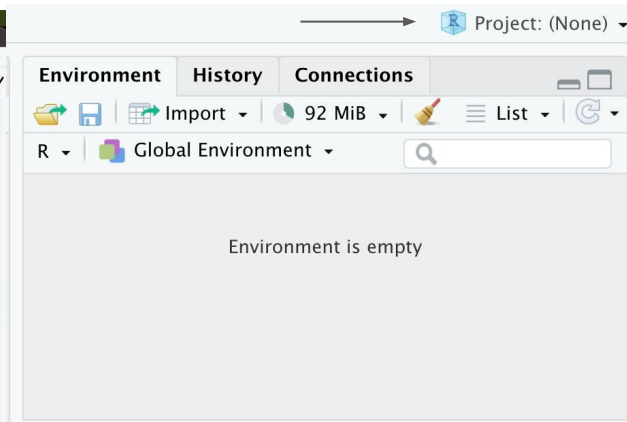 R Project: (None)
Environment History Connections
Import 92 MiB List
R Global Environment
Environment is empty